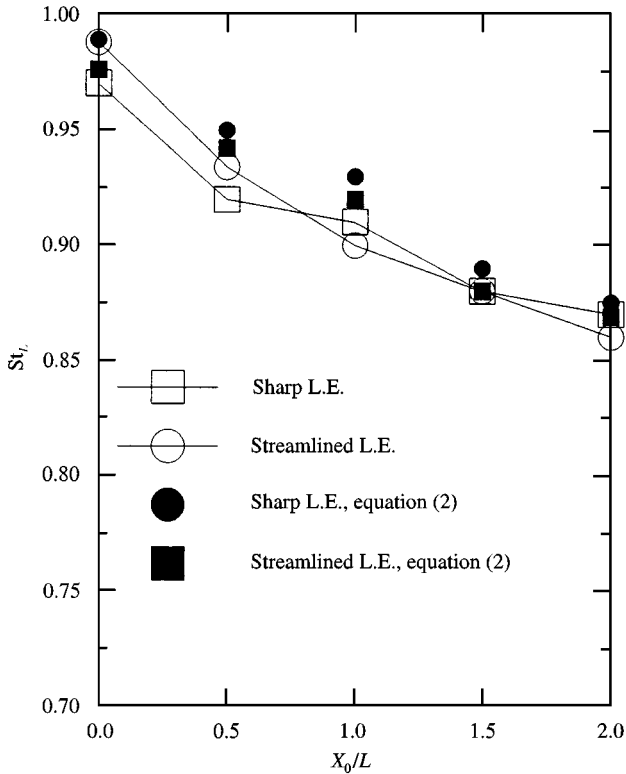 1.00
0.95
0.90
0.85
0.80
0.75
0.70
St_L
Sharp L.E.
Streamlined L.E.
Sharp L.E., equation (2)
Streamlined L.E., equation (2)
0.0 0.5 1.0 1.5 2.0
X_0/L